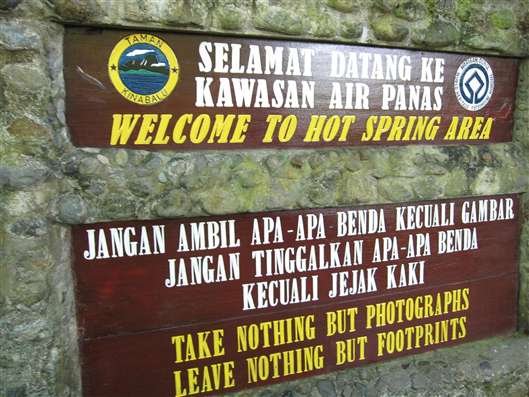 TAMAN
KINABALU
SELAMAT DATANG KE
KAWASAN AIR PANAS
WELCOME TO HOT SPRING AREA
JANGAN AMBIL APA-APA BENDA KECUALI GAMBAR
JANGAN TINGGALKAN APA-APA BENDA
KECUALI JEJAK KAKI
TAKE NOTHING BUT PHOTOGRAPHS
LEAVE NOTHING BUT FOOTPRINTS